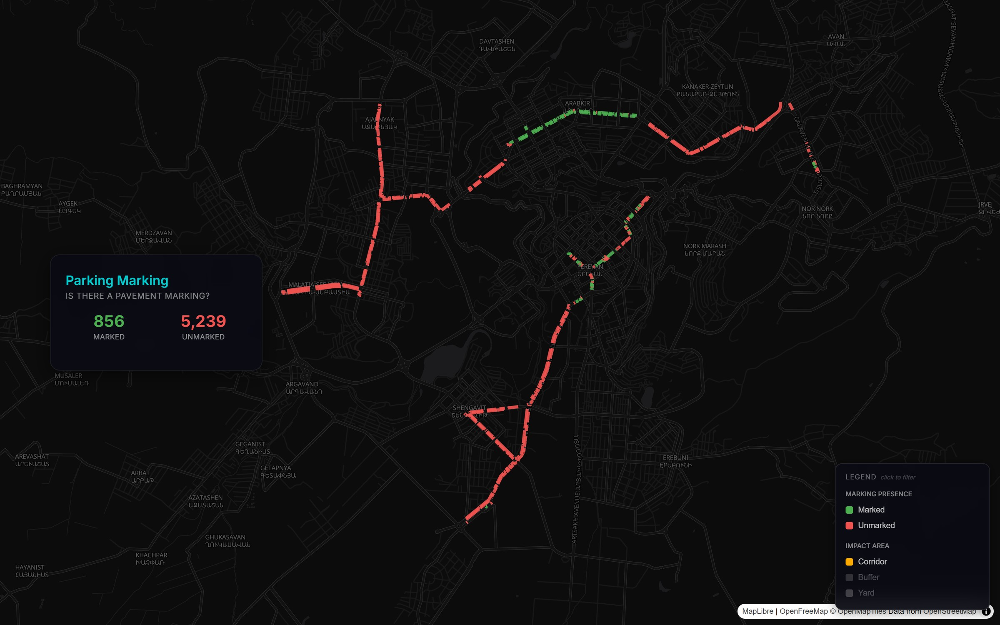 DAVTASHEN
ԴԱՎԹԱՇԵՆ
AVAN
ԱՎԱՆ
KANAKER-ZEYTUN
ՔԱՆԱՔԵՌ-ԶԵՅԹՈՒՆ
ARABKIR
GAI AVENUE
BAGHRAMYAN
ԲԱՂՐԱՄՅԱՆ
AYGEK
ԱՅԳԵԿ
NOR NORK
ՆՈՐ ՆՈՐՔ
JRVEJ
MERDZAVAN
ՄԵՐՁԱՎԱՆ
NORK MARASH
ՆՈՐՔ ՄԱՐԱՇ
YEREVAN
ԵՐԵՎԱՆ
Parking Marking
IS THERE A PAVEMENT MARKING?
856
5,239
MARKED
UNMARKED
MUSALER
ՄՈՒՍԱԼԵՌ
ARGAVAND
ԱՐԳԱՎԱՆԴ
SHENGAVIT
GEGANIST
ԳԵՂԱՆԻՍՏ
AREVASHAT
ԱՐԵՒԱՇԱՏ
GETAPNYA
ԳԵՏԱՓՆՅԱ
ARBAT
ԱՐԲԱԹ
EREBUNI
ԷՐԵԲՈՒՆԻ
AZATASHEN
ԱԶԱՏԱՇԵՆ
ARTSAKH AVENUE
GHUKASAVAN
ՂՈՒԿԱՍԱՎԱՆ
KHACHPAR
ԽԱՉՓԱՌ
HAYANIST
ՀԱՅԱՆԻՍՏ
LEGEND click to filter
MARKING PRESENCE
Marked
Unmarked
IMPACT AREA
Corridor
Buffer
Yard
MapLibre | OpenFreeMap © OpenMapTiles Data from OpenStreetMap